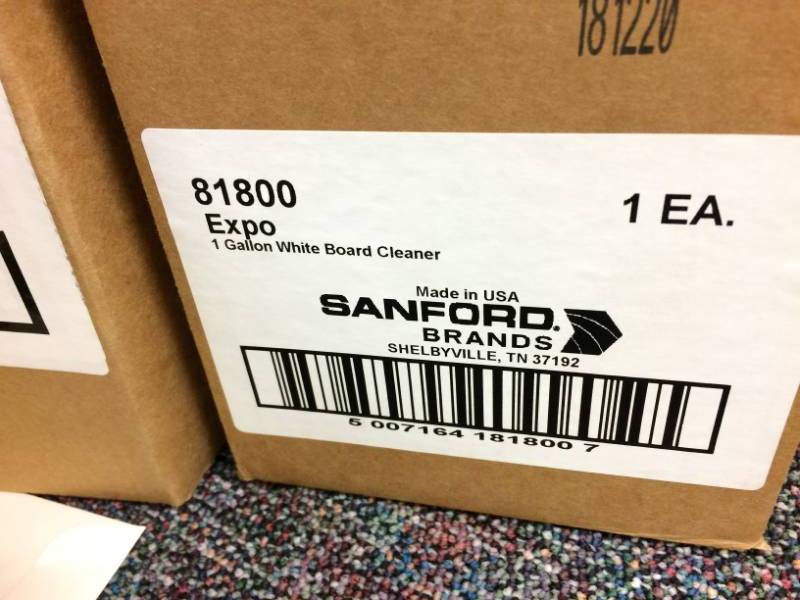 181220
81800
1 EA.
Expo
1 Gallon White Board Cleaner
Made in USA
SANFORD.
BRANDS
SHELBYVILLE, TN 37192
5 007164 181800 7